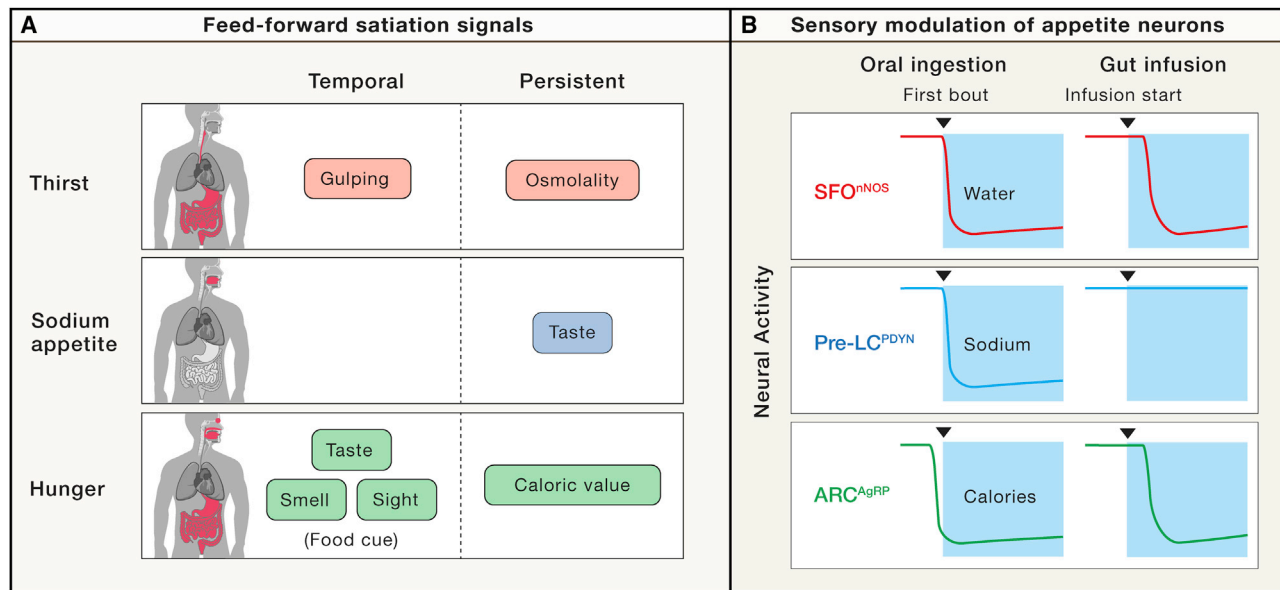 A Feed-forward satiation signals
Temporal Persistent
Thirst
Gulping
Osmolality
Sodium
appetite
Taste
Hunger
Taste
Smell
Sight
(Food cue)
Caloric value
B Sensory modulation of appetite neurons
Oral ingestion Gut infusion
First bout Infusion start
Neural Activity
SFOnNOS
Water
Pre-LCPDYN
Sodium
ARCAgRP
Calories